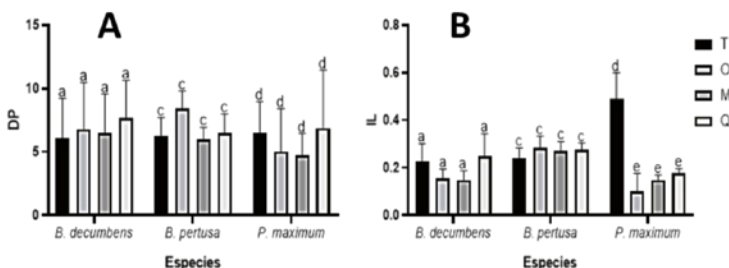 A
B
DP
15
10
5
0
a a a a
c c c c
d d d d
B. decumbens B. pertusa P. maximum
Especies
IL
0.8
0.6
0.4
0.2
0.0
a a a a
c c c c
d e e e
B. decumbens B. pertusa P. maximum
Especies
T
O
M
Q